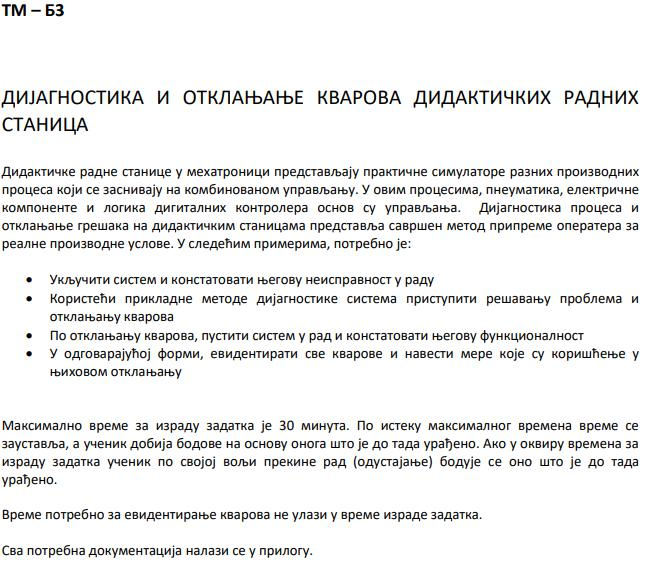 ТМ – Б3
ДИЈАГНОСТИКА И ОТКЛАЊАЊЕ КВАРОВА ДИДАКТИЧКИХ РАДНИХ
СТАНИЦА
Дидактичке радне станице у мехатроници представљају практичне симулаторе разних производних
процеса који се заснивају на комбинованом управљању. У овим процесима, пнеуматика, електричне
компоненте и логика дигиталних контролера основ су управљања.  Дијагностика процеса и
отклањање грешака на дидактичким станицама представља савршен метод припреме оператера за
реалне производне услове. У следећим примерима, потребно је:
• Укључити систем и констатовати његову неисправност у раду
• Користећи прикладне методе дијагностике система приступити решавању проблема и
отклањању кварова
• По отклањању кварова, пустити систем у рад и констатовати његову функционалност
• У одговарајућој форми, евидентирати све кварове и навести мере које су коришћење у
њиховом отклањању
Максимално време за израду задатка је 30 минута. По истеку максималног времена време се
зауставља, а ученик добија бодове на основу онога што је до тада урађено. Ако у оквиру времена за
израду задатка ученик по својој вољи прекине рад (одустајање) бодује се оно што је до тада
урађено.
Време потребно за евидентирање кварова не улази у време израде задатка.
Сва потребна документација налази се у прилогу.